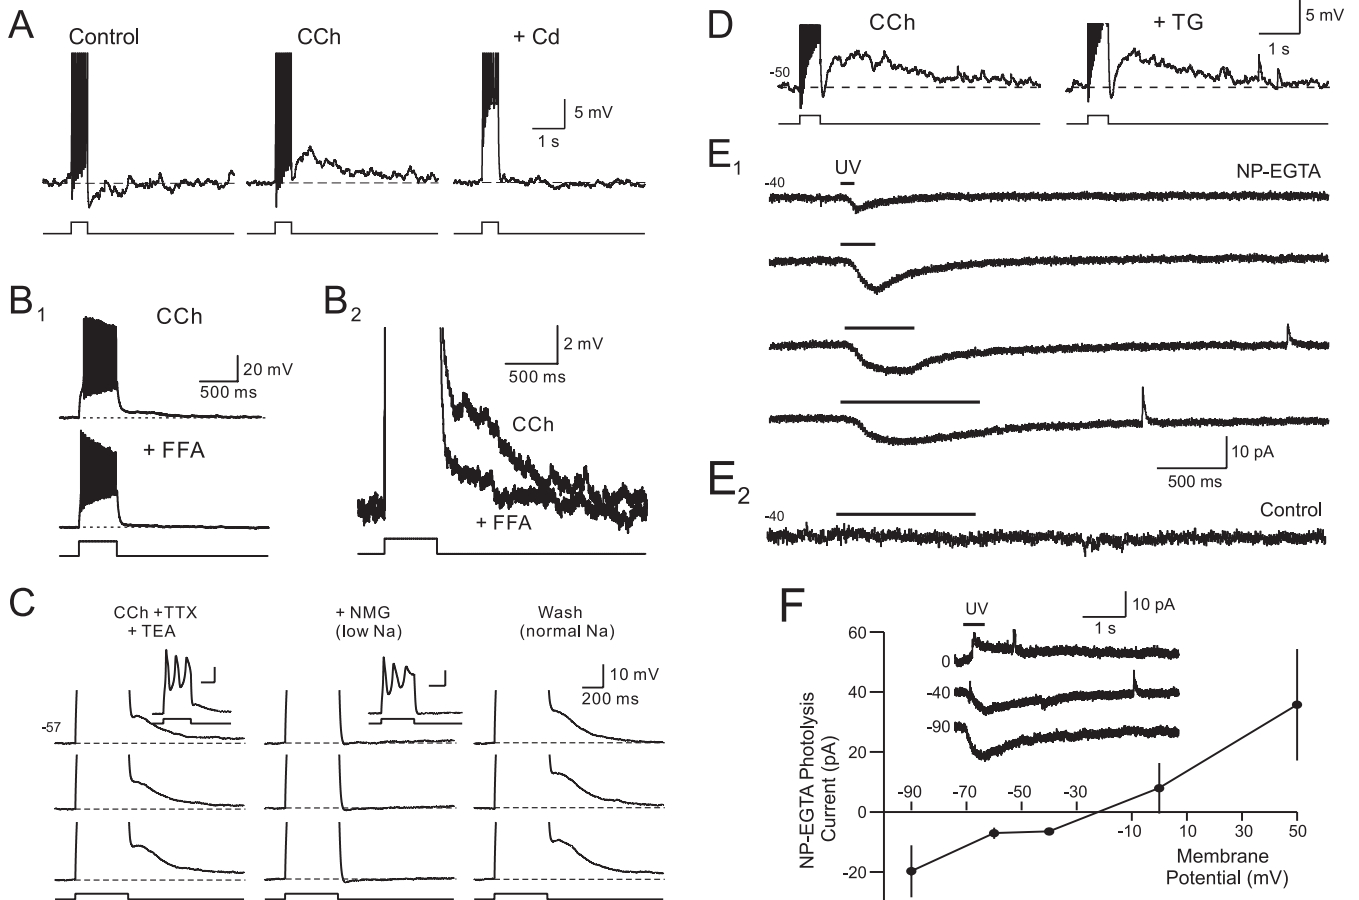 A
Control
CCh
+ Cd
5 mV
1 s
B1
CCh
20 mV
500 ms
+ FFA
B2
2 mV
500 ms
CCh
+ FFA
C
CCh +TTX
+ TEA
+ NMG
(low Na)
Wash
(normal Na)
10 mV
200 ms
-57
D
CCh
+ TG
5 mV
1 s
-50
E1
UV
NP-EGTA
-40
10 pA
500 ms
E2
Control
-40
F
UV
10 pA
1 s
0
-40
-90
60
40
20
0
-20
NP-EGTA Photolysis
Current (pA)
-90
-70
-50
-30
-10
10
30
50
Membrane
Potential (mV)